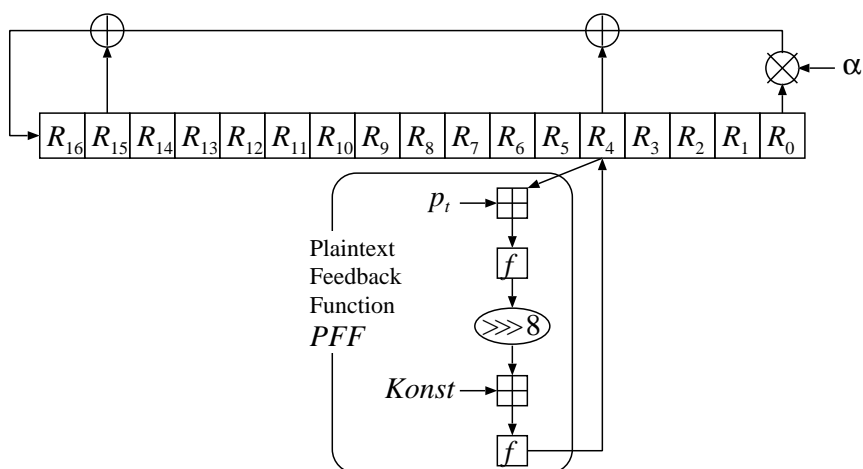 α
R₁₆ R₁₅ R₁₄ R₁₃ R₁₂ R₁₁ R₁₀ R₉ R₈ R₇ R₆ R₅ R₄ R₃ R₂ R₁ R₀
pₜ
Plaintext
Feedback
Function
PFF
f
>>>8
Konst
f